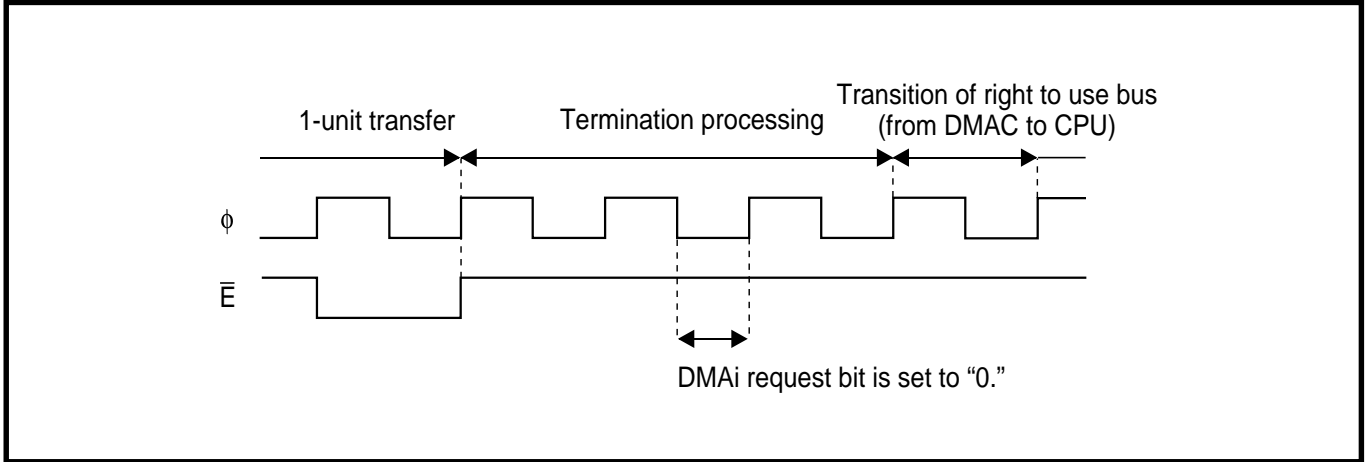 1-unit transfer
Termination processing
Transition of right to use bus
(from DMAC to CPU)
ϕ
E̅
DMAi request bit is set to “0.”